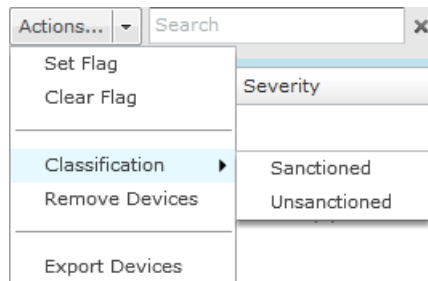 Actions... Search
Set Flag
Clear Flag
Severity
Classification
Sanctioned
Remove Devices
Unsanctioned
Export Devices